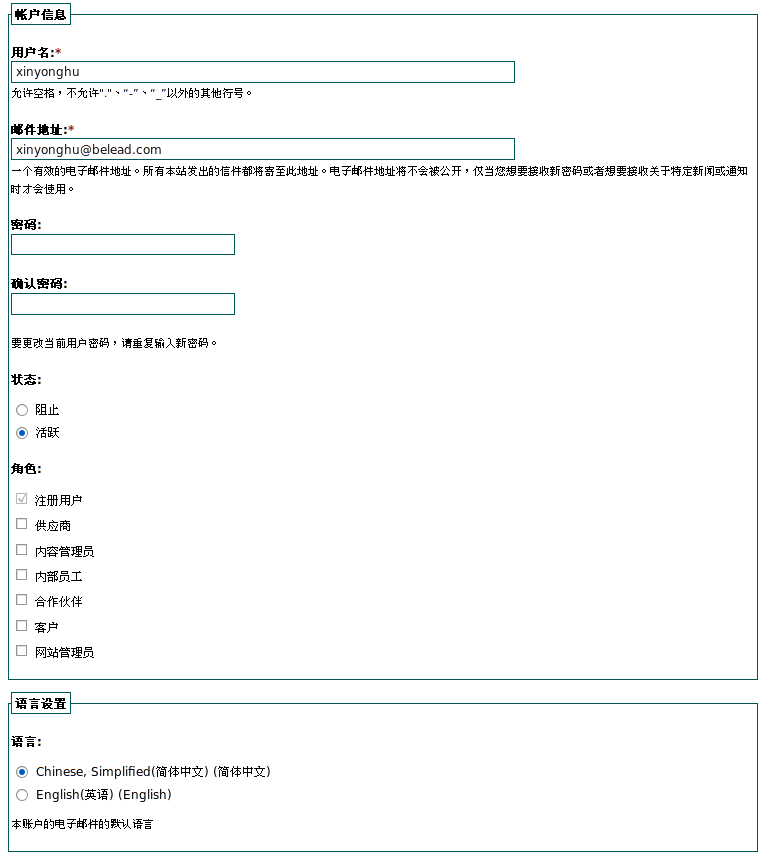 帐户信息
用户名:*
xinyonghu
允许空格，不允许"."、"-"、"_"以外的其他符号。
邮件地址:*
xinyonghu@belead.com
一个有效的电子邮件地址。所有本站发出的信件都将寄至此地址。电子邮件地址将不会被公开，仅当您想要接收新密码或者想要接收关于特定新闻或通知
时才会使用。
密码:
确认密码:
要更改当前用户密码，请重复输入新密码。
状态:
阻止
活跃
角色:
注册用户
供应商
内容管理员
内部员工
合作伙伴
客户
网站管理员
语言设置
语言:
Chinese, Simplified(简体中文) (简体中文)
English(英语) (English)
本账户的电子邮件的默认语言